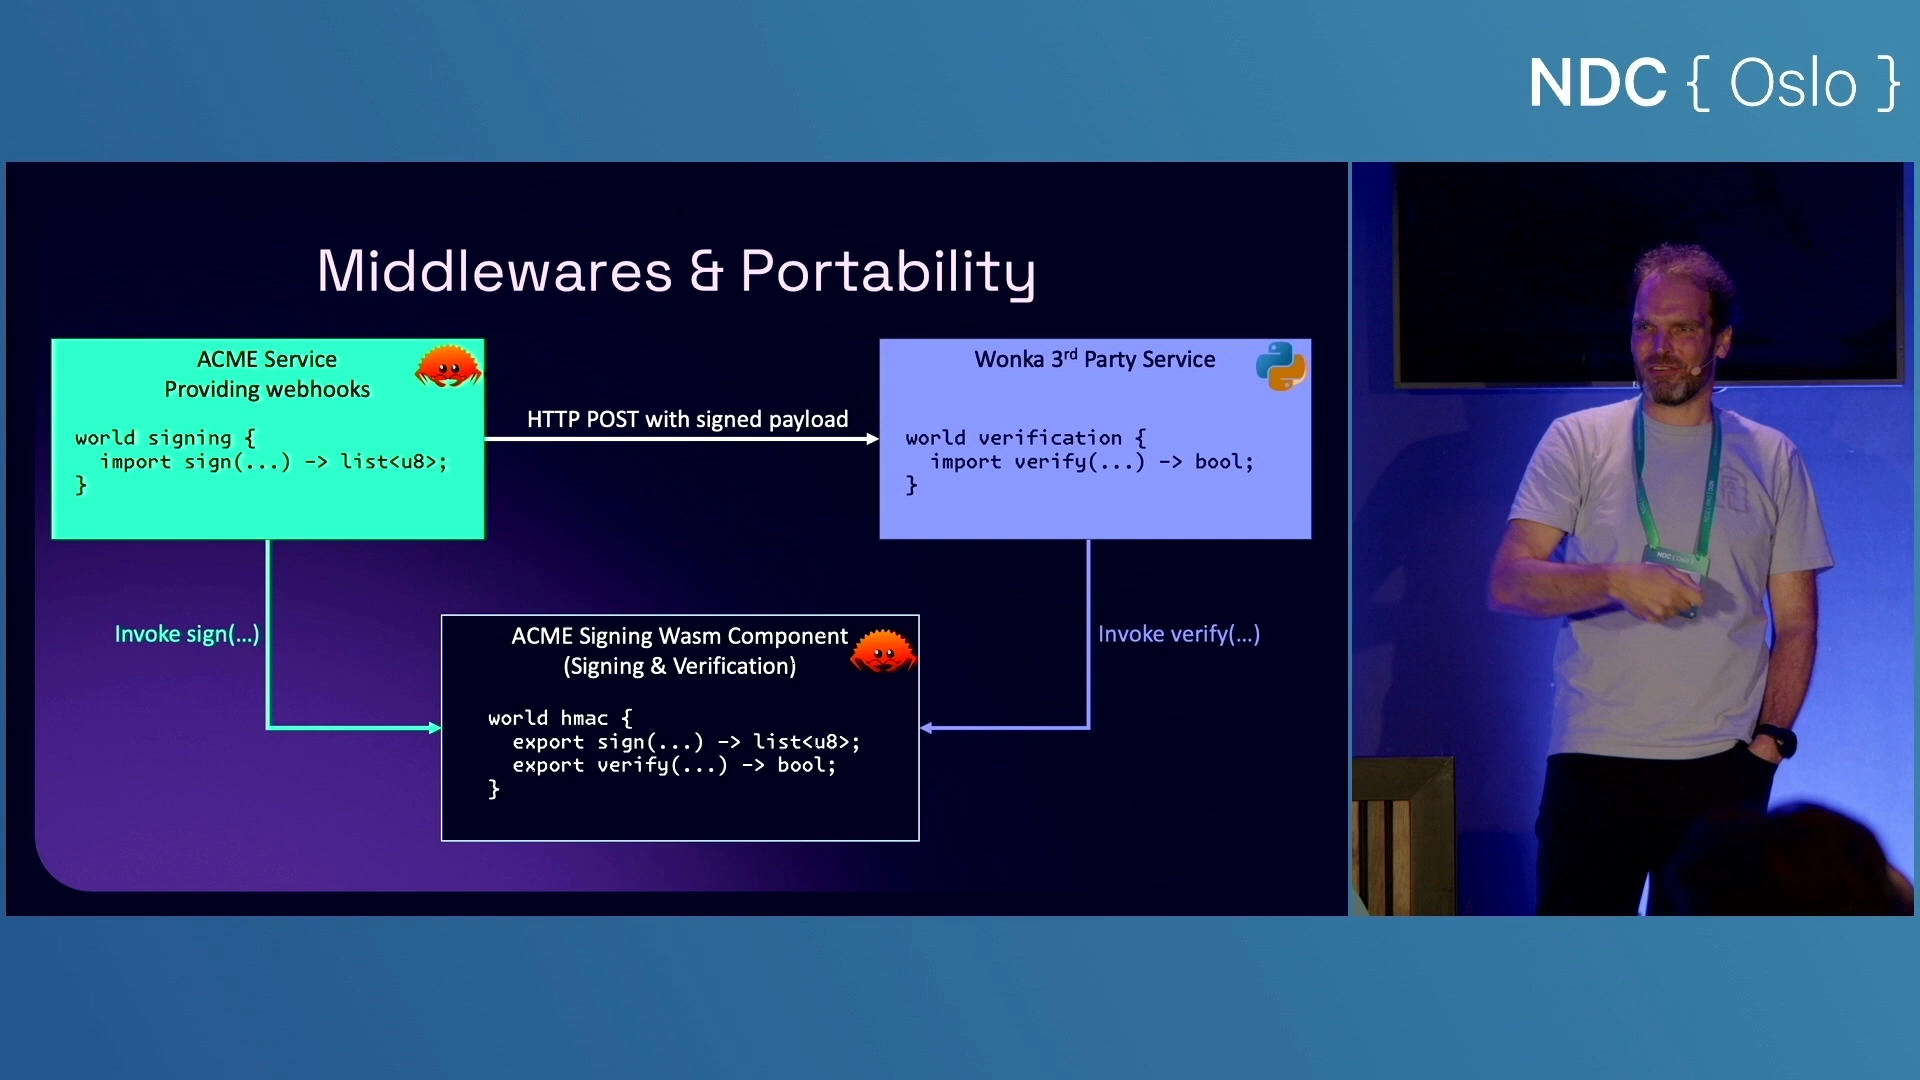 NDC { Oslo }
Middlewares & Portability
ACME Service
Providing webhooks
world signing {
import sign(...) -> list<u8>;
}
HTTP POST with signed payload
Wonka 3rd Party Service
world verification {
import verify(...) -> bool;
}
Invoke sign(...)
ACME Signing Wasm Component
(Signing & Verification)
world hmac {
export sign(...) -> list<u8>;
export verify(...) -> bool;
}
Invoke verify(...)
NDC { Oslo }